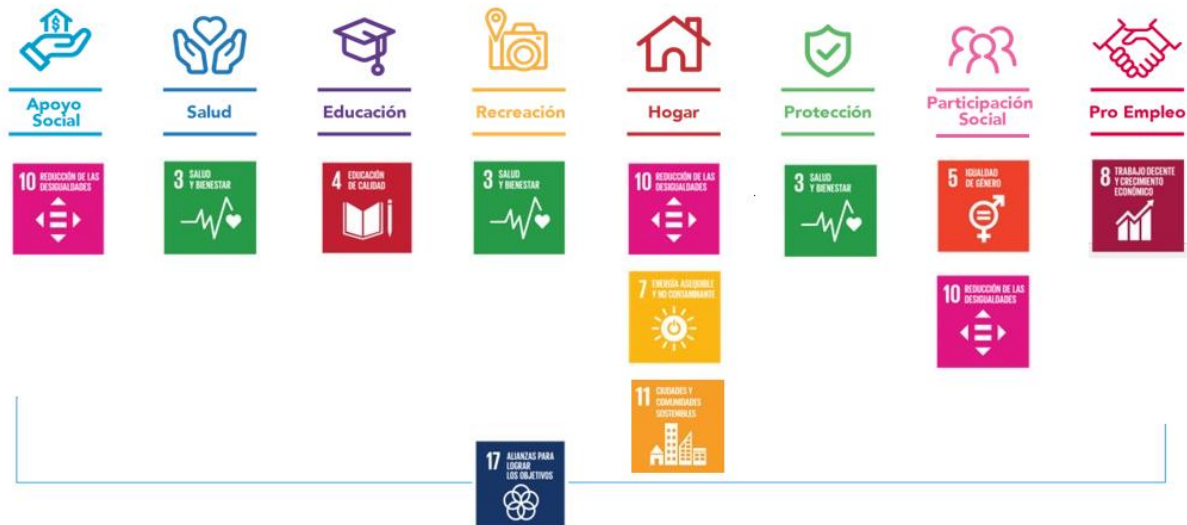 Apoyo
Social
Salud
Educación
Recreación
Hogar
Protección
Participación
Social
Pro Empleo
10 REDUCCIÓN DE LAS
DESIGUALDADES
3 SALUD
Y BIENESTAR
4 EDUCACIÓN
DE CALIDAD
3 SALUD
Y BIENESTAR
10 REDUCCIÓN DE LAS
DESIGUALDADES
3 SALUD
Y BIENESTAR
5 IGUALDAD
DE GÉNERO
8 TRABAJO DECENTE
Y CRECIMIENTO
ECONÓMICO
7 ENERGÍA ASEQUIBLE
Y NO CONTAMINANTE
10 REDUCCIÓN DE LAS
DESIGUALDADES
11 CIUDADES Y
COMUNIDADES
SOSTENIBLES
17 ALIANZAS PARA
LOGRAR
LOS OBJETIVOS